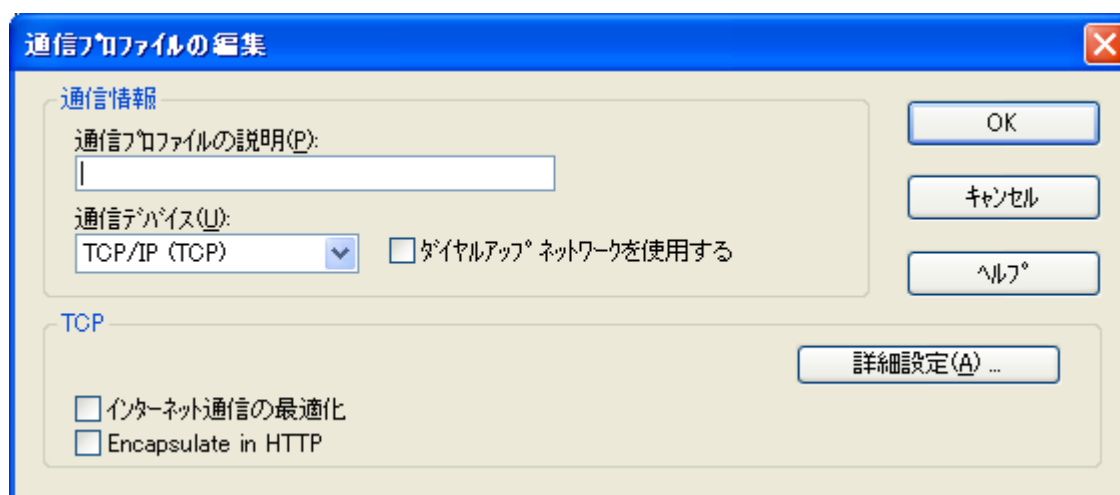 通信プロファイルの編集
通信情報
通信プロファイルの説明(P):
通信デバイス(U):
TCP/IP (TCP)
ダイヤルアップ ネットワークを使用する
OK
キャンセル
ヘルプ
TCP
詳細設定(A) ...
インターネット通信の最適化
Encapsulate in HTTP